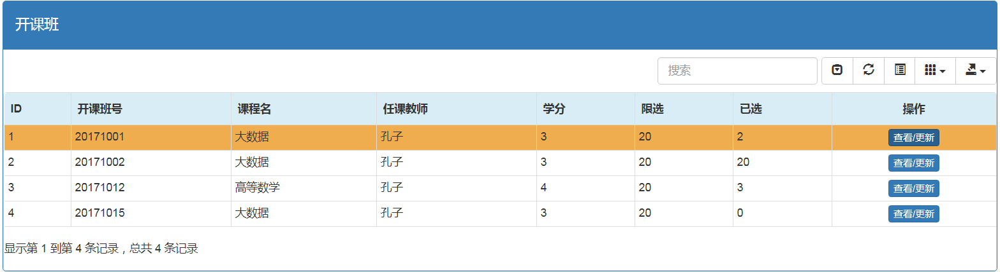 开课班
搜索
ID 开课班号 课程名 任课教师 学分 限选 已选 操作
1 20171001 大数据 孔子 3 20 2 查看/更新
2 20171002 大数据 孔子 3 20 20 查看/更新
3 20171012 高等数学 孔子 4 20 3 查看/更新
4 20171015 大数据 孔子 3 20 0 查看/更新
显示第 1 到第 4 条记录，总共 4 条记录